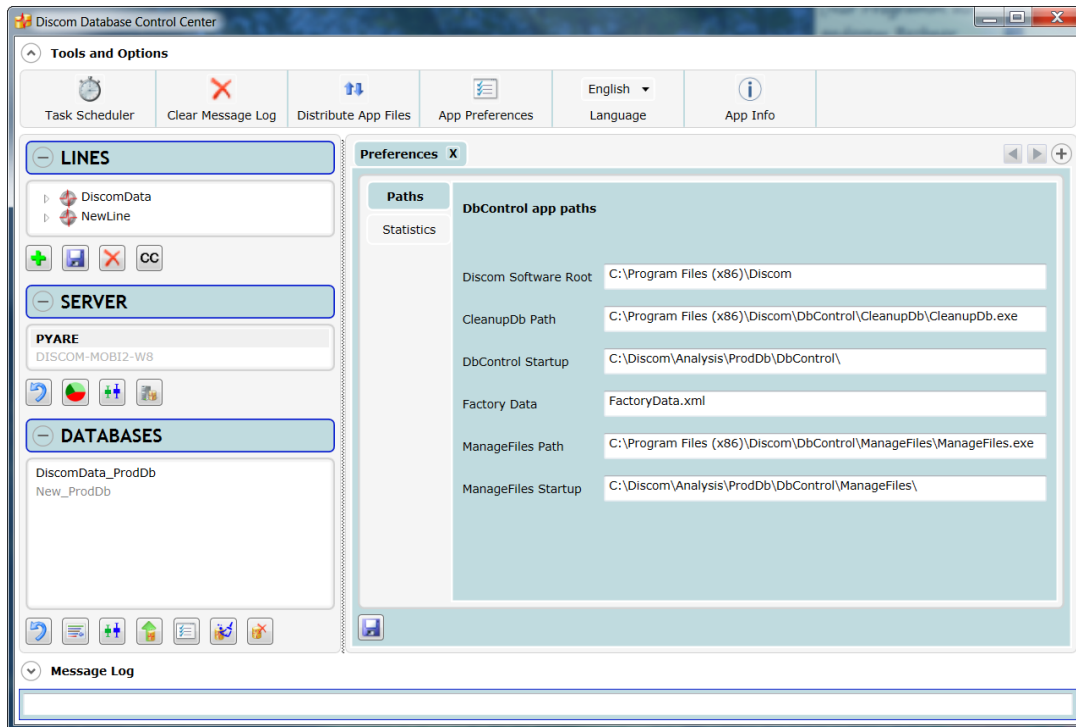 Discom Database Control Center
Tools and Options
Task Scheduler
Clear Message Log
Distribute App Files
App Preferences
English
Language
App Info
LINES
DiscomData
NewLine
CC
SERVER
PYARE
DISCOM-MOBI2-W8
DATABASES
DiscomData_ProdDb
New_ProdDb
Preferences X
Paths
Statistics
DbControl app paths
Discom Software Root C:\Program Files (x86)\Discom
CleanupDb Path C:\Program Files (x86)\Discom\DbControl\CleanupDb\CleanupDb.exe
DbControl Startup C:\Discom\Analysis\ProdDb\DbControl\
Factory Data FactoryData.xml
ManageFiles Path C:\Program Files (x86)\Discom\DbControl\ManageFiles\ManageFiles.exe
ManageFiles Startup C:\Discom\Analysis\ProdDb\DbControl\ManageFiles\
Message Log